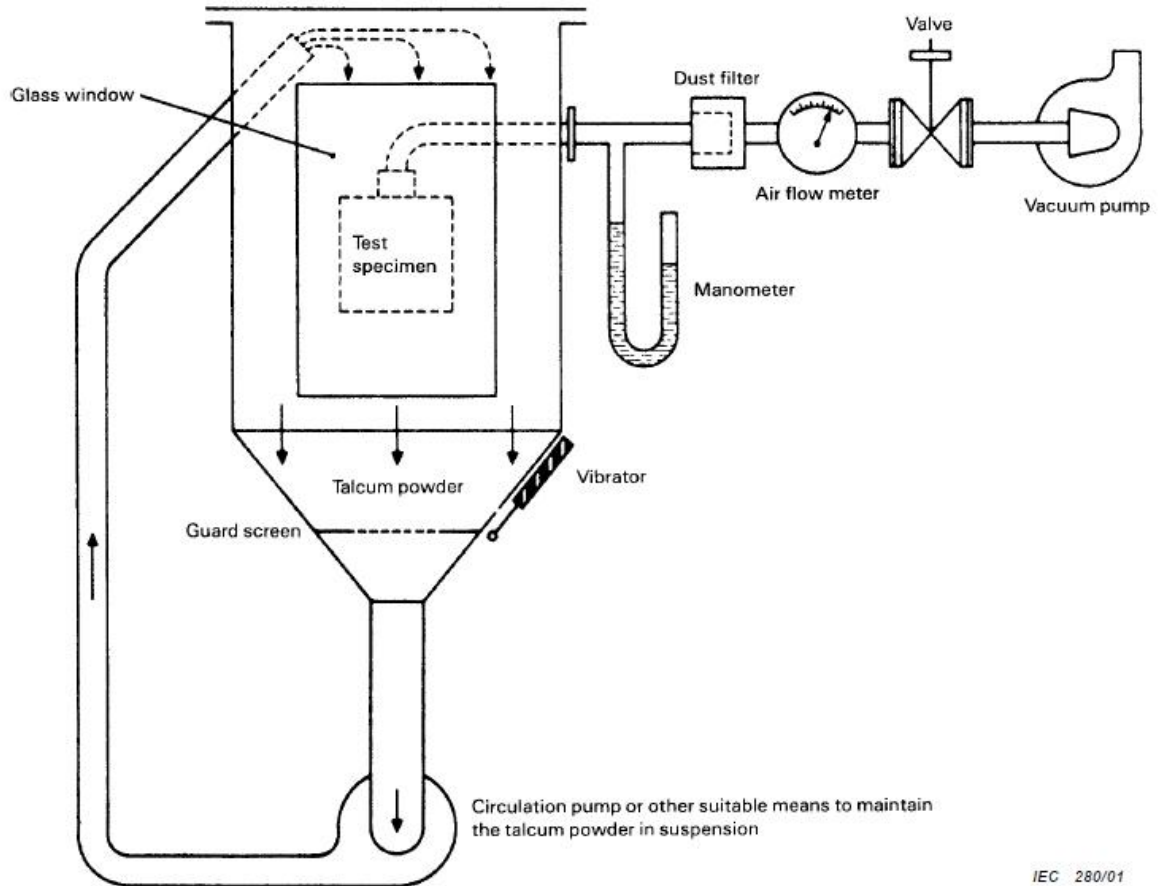 Valve
Dust filter
Glass window
Air flow meter
Vacuum pump
Test
specimen
Manometer
Talcum powder
Vibrator
Guard screen
Circulation pump or other suitable means to maintain
the talcum powder in suspension
IEC 280/01